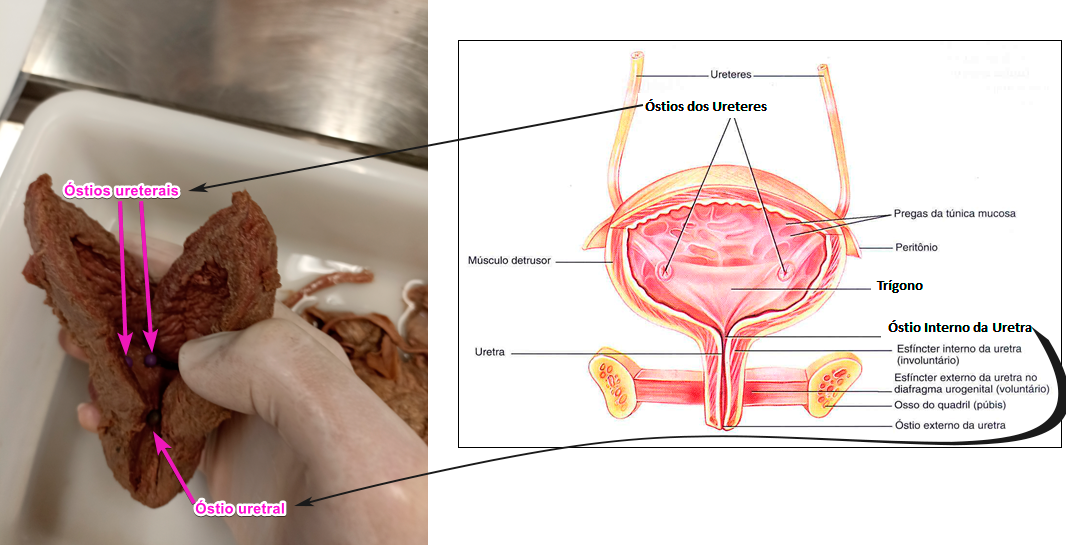 Óstios ureterais
Óstio uretral
Ureteres
Óstios dos Ureteres
Pregas da túnica mucosa
Peritônio
Músculo detrusor
Trígono
Óstio Interno da Uretra
Uretra
Esfíncter interno da uretra
(involuntário)
Esfíncter externo da uretra no
diafragma urogenital (voluntário)
Osso do quadril (púbis)
Óstio externo da uretra